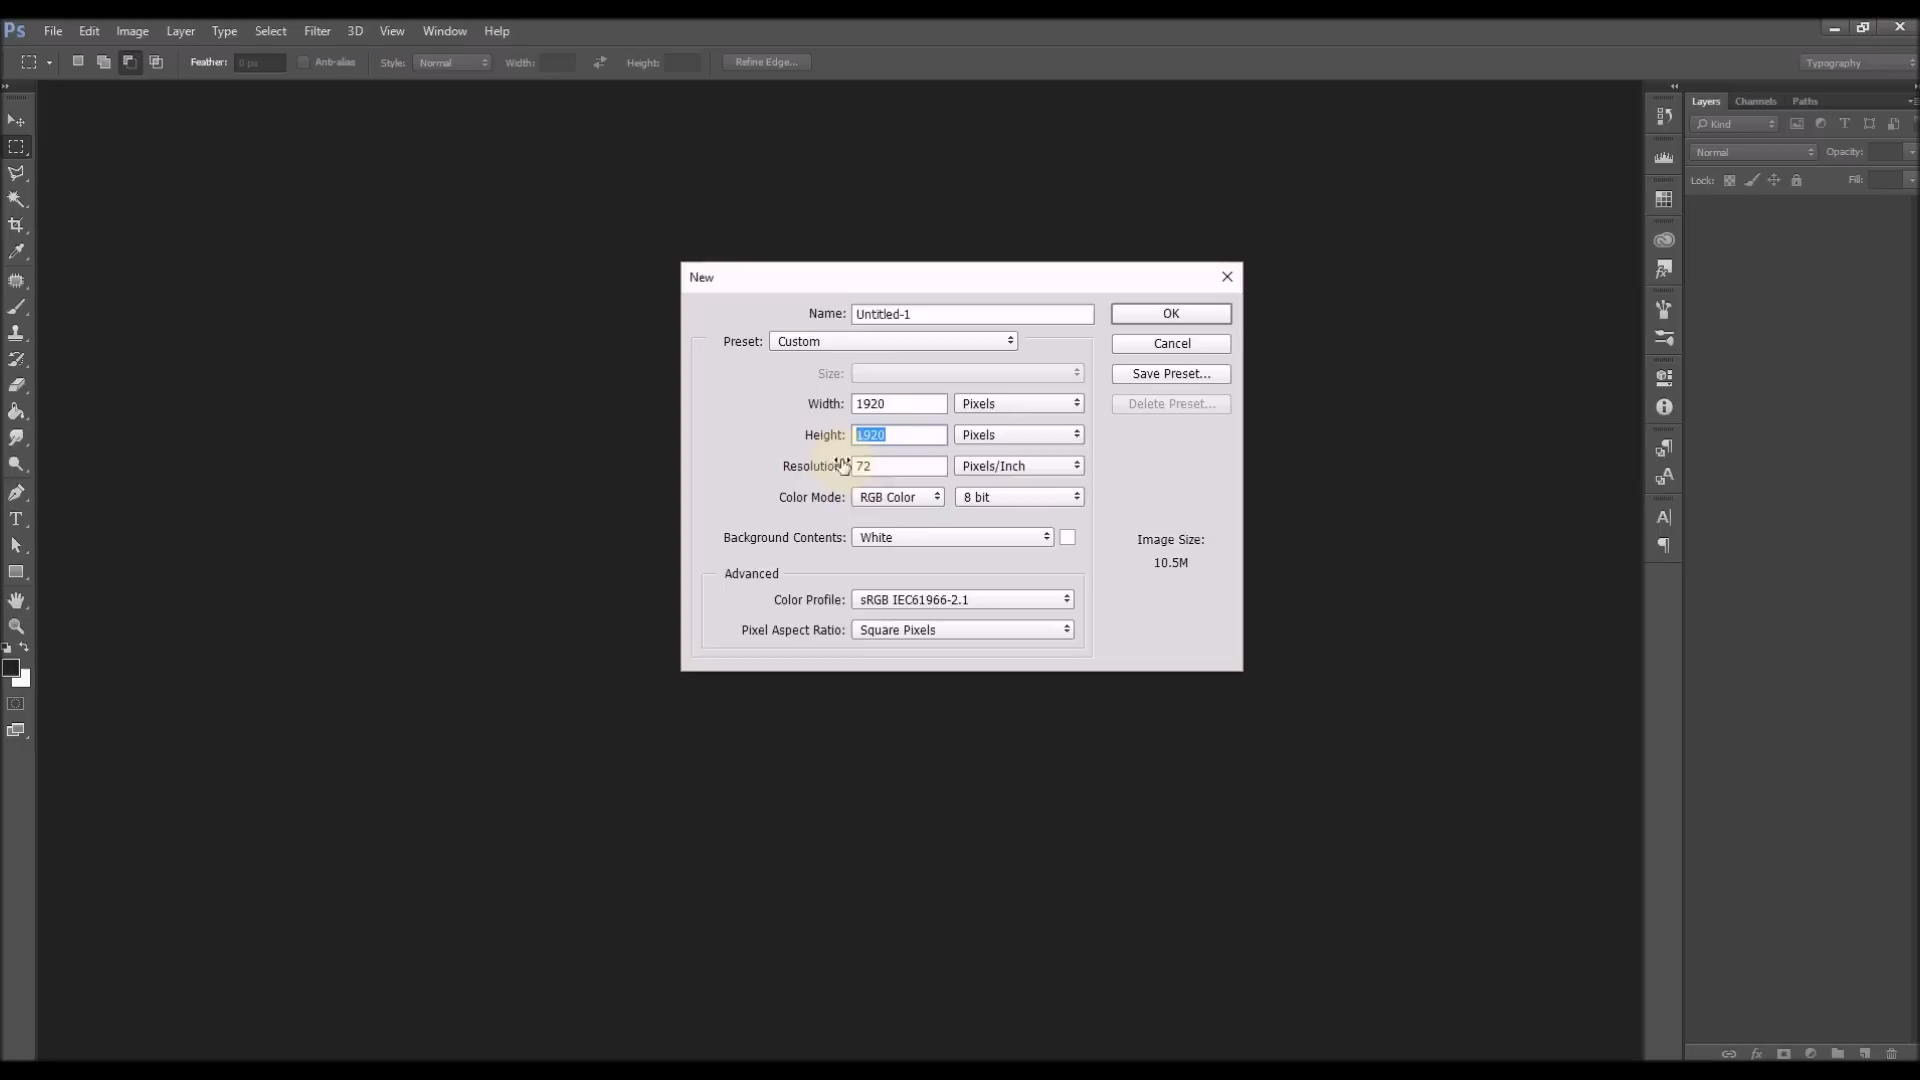 Ps File Edit Image Layer Type Select Filter 3D View Window Help
Feather: 0 px Anti-alias Style: Normal Width: Height: Refine Edge... Typography
Layers Channels Paths
Kind
Normal Opacity:
Lock: Fill:
New
Name: Untitled-1 OK
Preset: Custom Cancel
Size: Save Preset...
Width: 1920 Pixels Delete Preset...
Height: 1920 Pixels
Resolution: 72 Pixels/Inch
Color Mode: RGB Color 8 bit
Background Contents: White
Image Size:
10.5M
Advanced
Color Profile: sRGB IEC61966-2.1
Pixel Aspect Ratio: Square Pixels